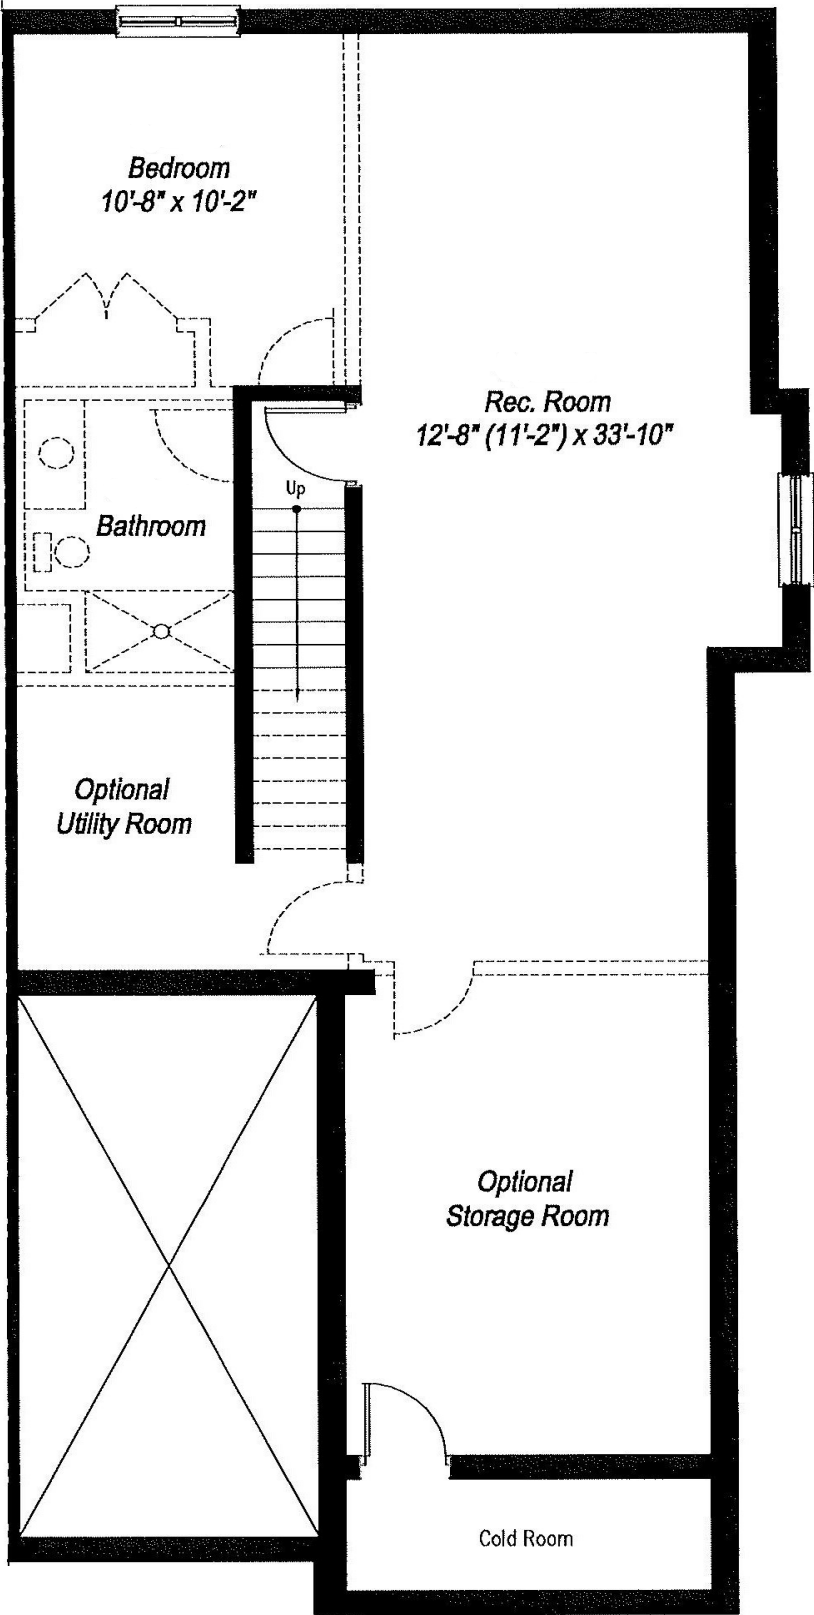 Bedroom
10'-8" x 10'-2"
Rec. Room
12'-8" (11'-2") x 33'-10"
Up
Bathroom
Optional
Utility Room
Optional
Storage Room
Cold Room